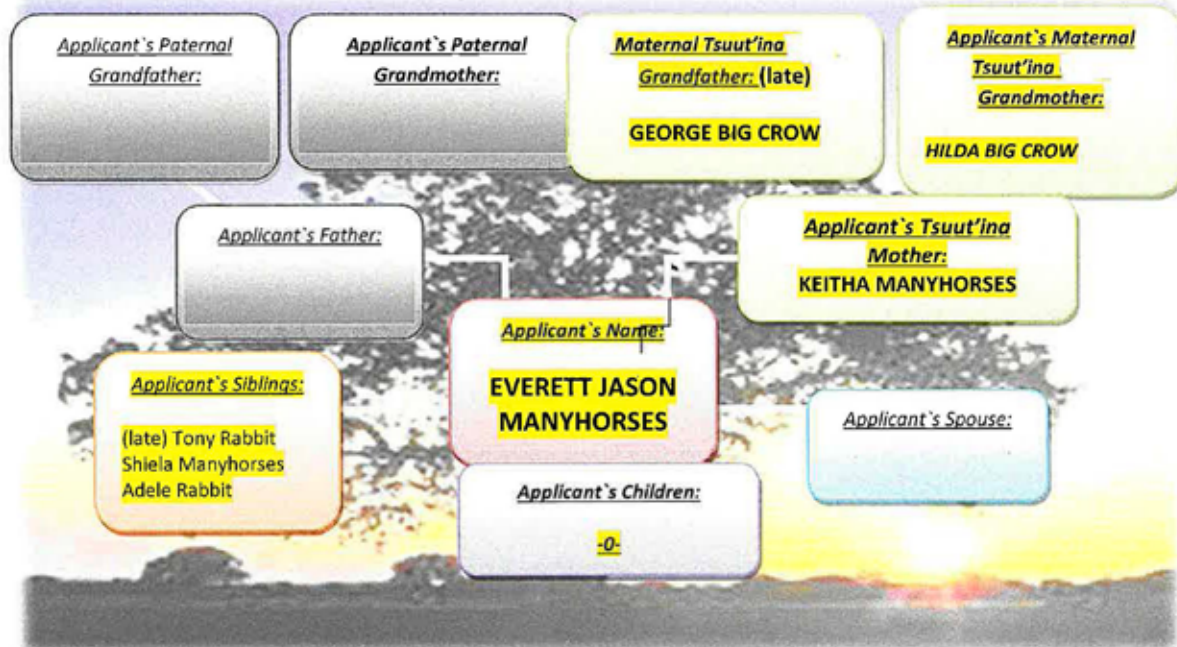 Applicant`s Paternal
Grandfather:
Applicant`s Paternal
Grandmother:
Maternal Tsuut’ina
Grandfather: (late)
GEORGE BIG CROW
Applicant`s Maternal
Tsuut’ina
Grandmother:
HILDA BIG CROW
Applicant`s Father:
Applicant`s Tsuut’ina
Mother:
KEITHA MANYHORSES
Applicant`s Name:
EVERETT JASON
MANYHORSES
Applicant`s Siblings:
(late) Tony Rabbit
Shiela Manyhorses
Adele Rabbit
Applicant`s Spouse:
Applicant`s Children:
-0-